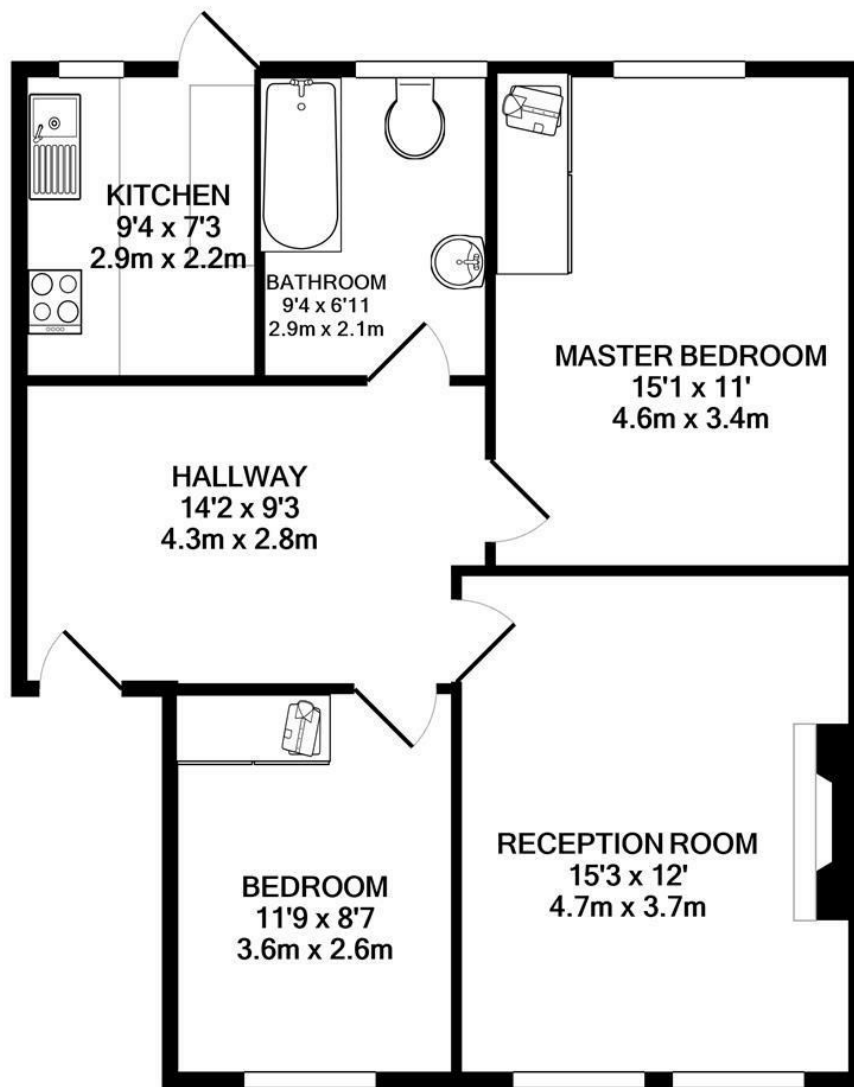 KITCHEN
9'4 x 7'3
2.9m x 2.2m
BATHROOM
9'4 x 6'11
2.9m x 2.1m
MASTER BEDROOM
15'1 x 11'
4.6m x 3.4m
HALLWAY
14'2 x 9'3
4.3m x 2.8m
BEDROOM
11'9 x 8'7
3.6m x 2.6m
RECEPTION ROOM
15'3 x 12'
4.7m x 3.7m